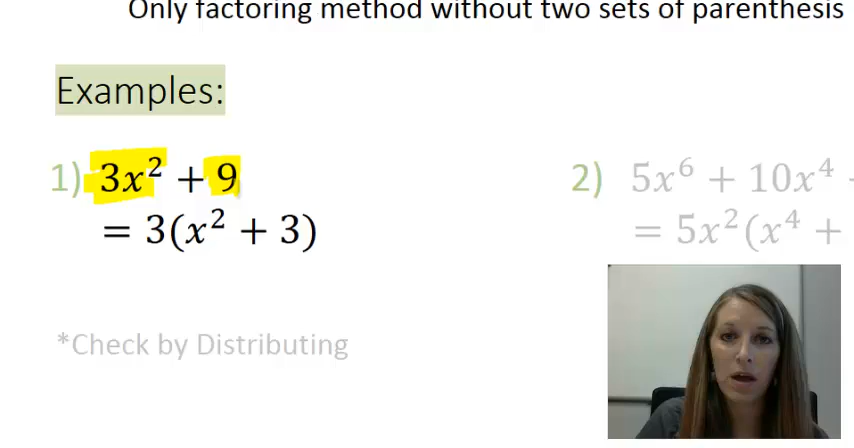 Only factoring method without two sets of parenthesis
Examples:
1) 3x² + 9
= 3(x² + 3)
2) 5x⁶ + 10x⁴
= 5x²(x⁴ +
*Check by Distributing